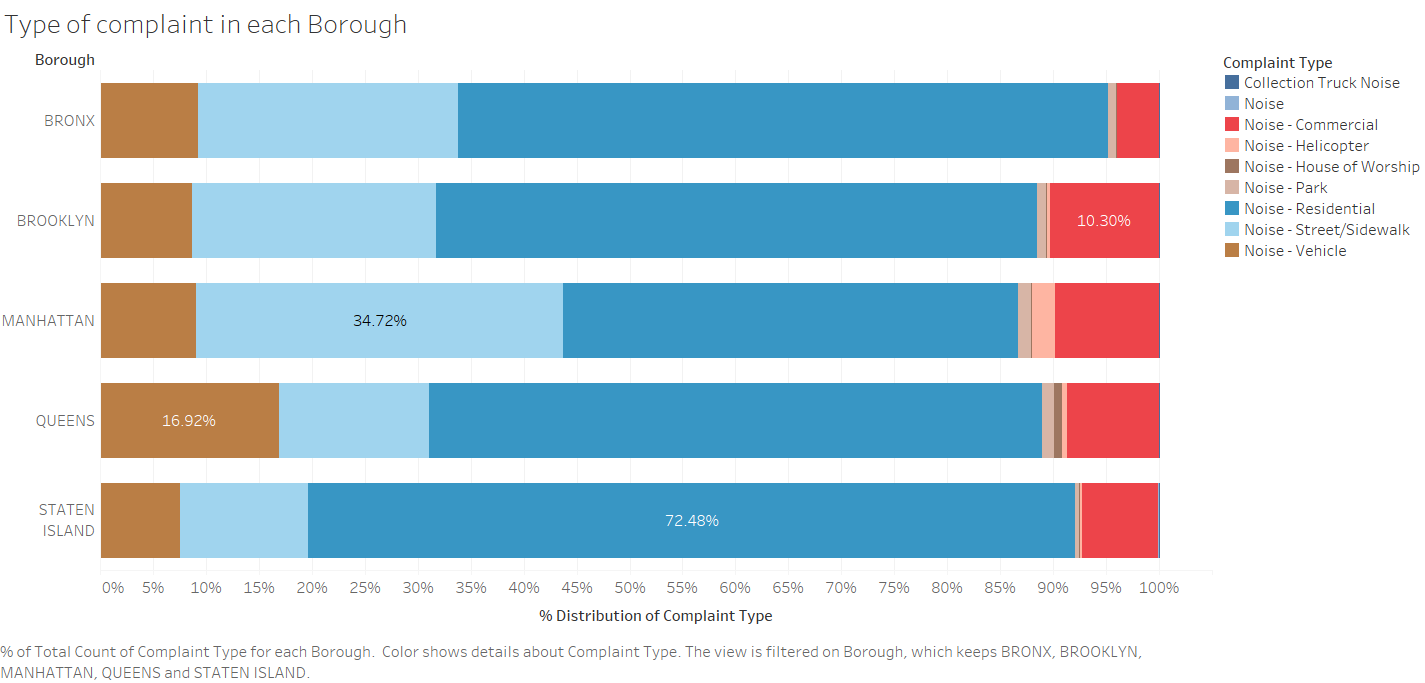 Type of complaint in each Borough
Borough
BRONX
BROOKLYN
10.30%
MANHATTAN
34.72%
QUEENS
16.92%
STATEN
ISLAND
72.48%
0% 5% 10% 15% 20% 25% 30% 35% 40% 45% 50% 55% 60% 65% 70% 75% 80% 85% 90% 95% 100%
% Distribution of Complaint Type
Complaint Type
Collection Truck Noise
Noise
Noise - Commercial
Noise - Helicopter
Noise - House of Worship
Noise - Park
Noise - Residential
Noise - Street/Sidewalk
Noise - Vehicle
% of Total Count of Complaint Type for each Borough. Color shows details about Complaint Type. The view is filtered on Borough, which keeps BRONX, BROOKLYN,
MANHATTAN, QUEENS and STATEN ISLAND.